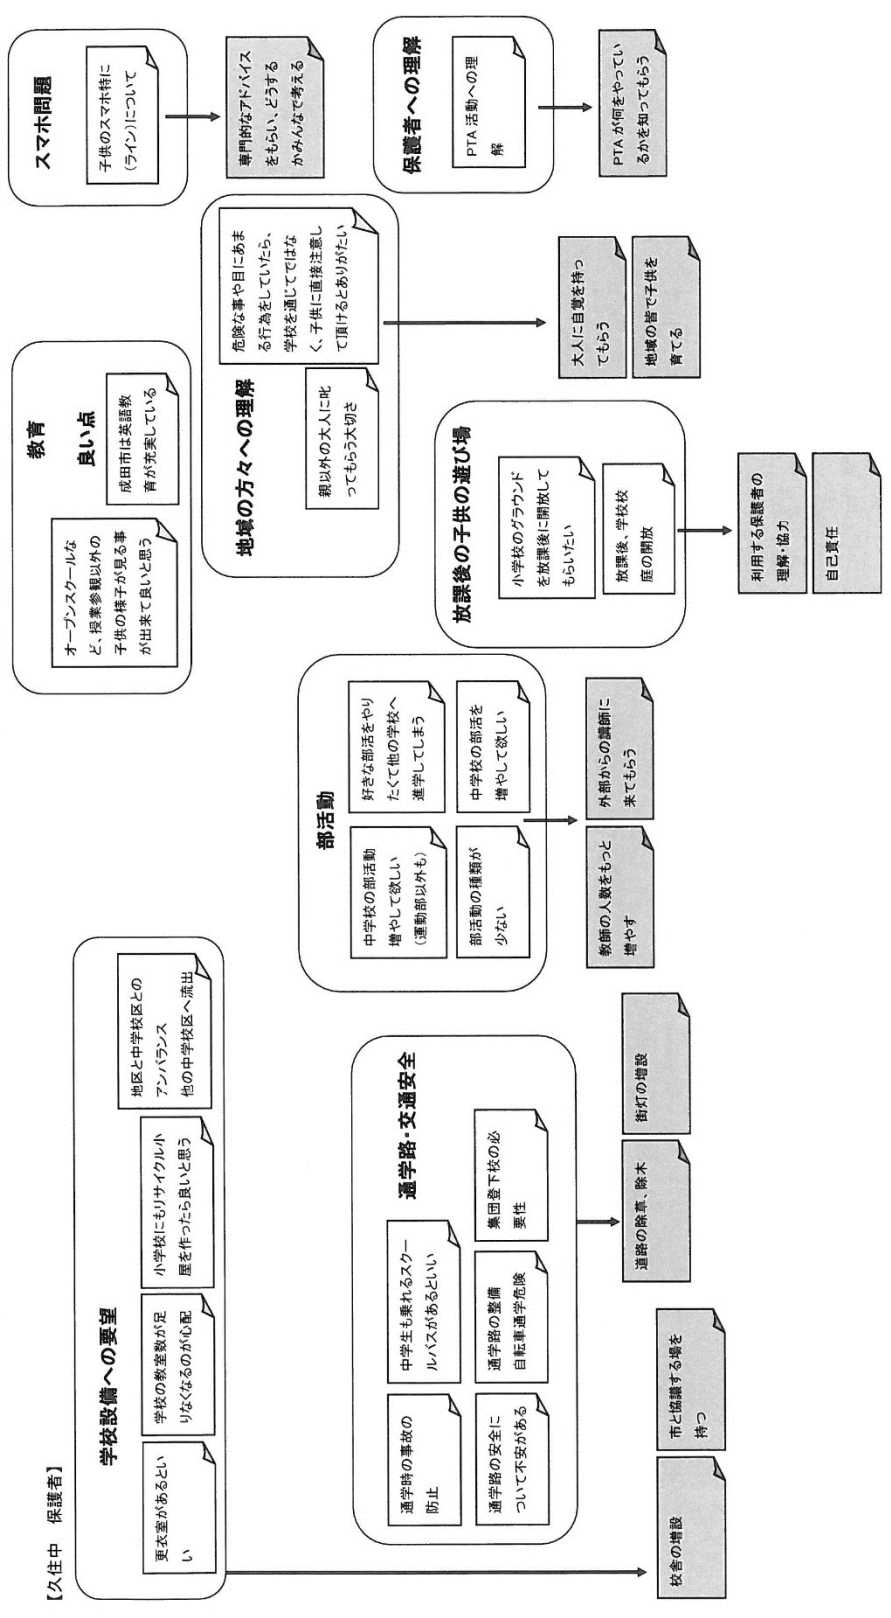 【久住中　保護者】
学校設備への要望
更衣室があるとい
い
学校の教室数が足
りなくなるのが心配
小学校にもリサイクル小
屋を作ったら良いと思う
地区と中学校区との
アンバランス
他の中学校区へ流出
校舎の増設
市と協議する場を
持つ
通学路・交通安全
通学時の事故の
防止
中学生も乗れるスクー
ルバスがあるといい
通学路の安全に
ついて不安がある
通学路の整備
自転車通学危険
集団登下校の必
要性
道路の除草、除木
街灯の増設
部活動
中学校の部活動
増やして欲しい
（運動部以外も）
好きな部活をやり
たくて他の学校へ
進学してしまう
部活動の種類が
少ない
中学校の部活を
増やして欲しい
教師の人数をもっと
増やす
外部からの講師に
来てもらう
教育
良い点
オープンスクールな
ど、授業参観以外の
子供の様子が見る事
が出来て良いと思う
成田市は英語教
育が充実している
地域の方々への理解
親以外の大人に叱
ってもらう大切さ
危険な事や目にあま
る行為をしていたら、
学校を通じてではな
く、子供に直接注意し
て頂けるとありがたい
大人に自覚を持っ
てもらう
地域の皆で子供を
育てる
放課後の子供の遊び場
小学校のグラウンド
を放課後に開放して
もらいたい
放課後、学校校
庭の開放
利用する保護者の
理解・協力
自己責任
スマホ問題
子供のスマホ特に
（ライン）について
専門的なアドバイス
をもらい、どうする
かみんなで考える
保護者への理解
PTA 活動への理
解
PTA が何をやってい
るかを知ってもらう